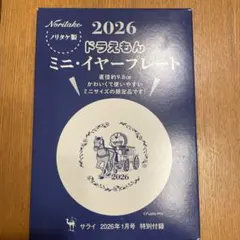 Noritake
ノリタケ製
2026
ドラえもん
ミニ・イヤープレート
直径約9.8cm
かわいくて使いやすい
ミニサイズの限定品です!
2026
©Fujiko-Pro
サライ 2026年1月号 特別付録